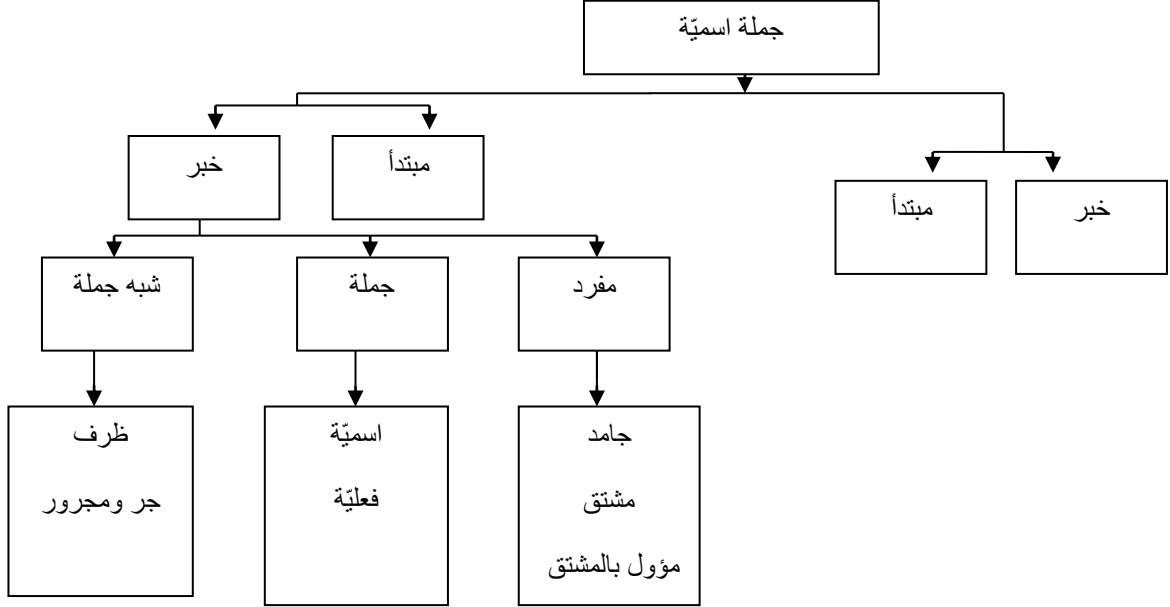 جملة اسميّة
خبر
مبتدأ
مبتدأ
خبر
مفرد
جملة
شبه جملة
جامد
مشتق
مؤول بالمشتق
اسميّة
فعليّة
ظرف
جر ومجرور